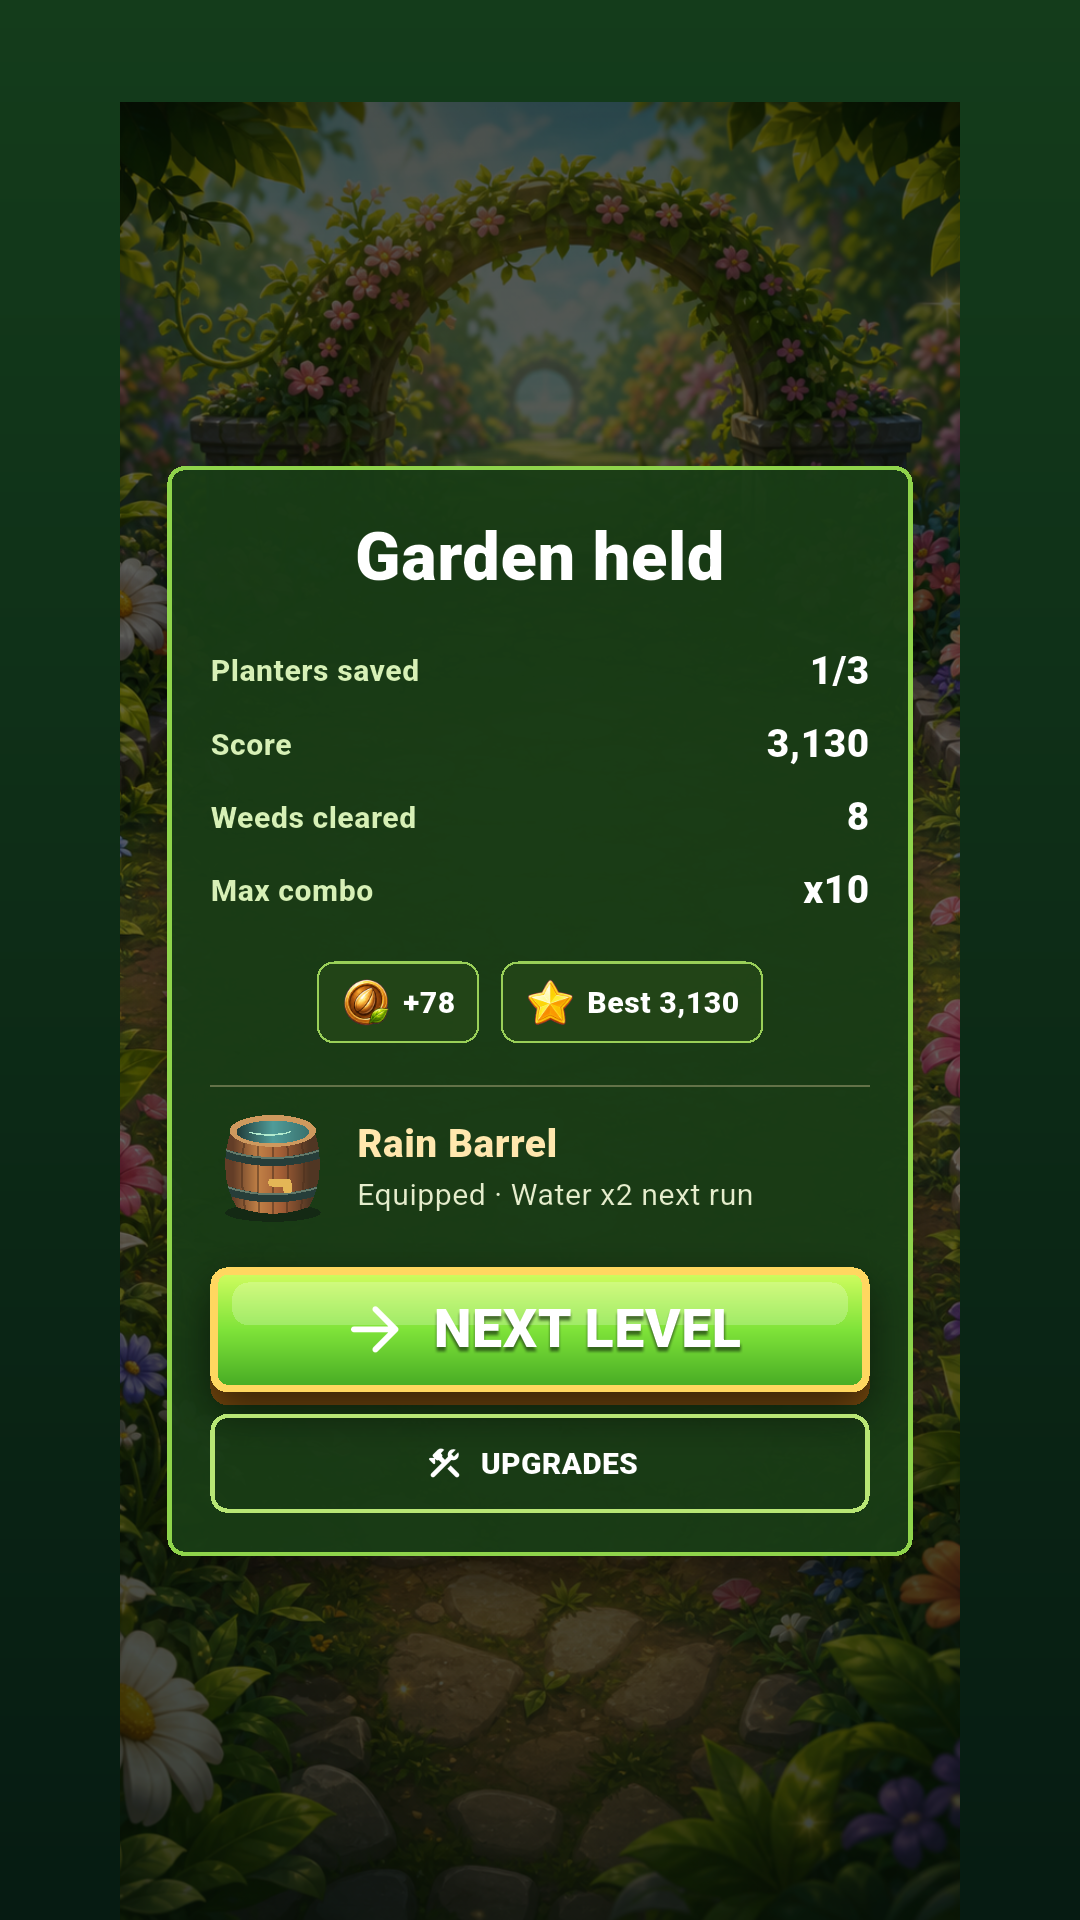 Garden held
Planters saved 1/3
Score 3,130
Weeds cleared 8
Max combo x10
+78 Best 3,130
Rain Barrel
Equipped · Water x2 next run
NEXT LEVEL
UPGRADES